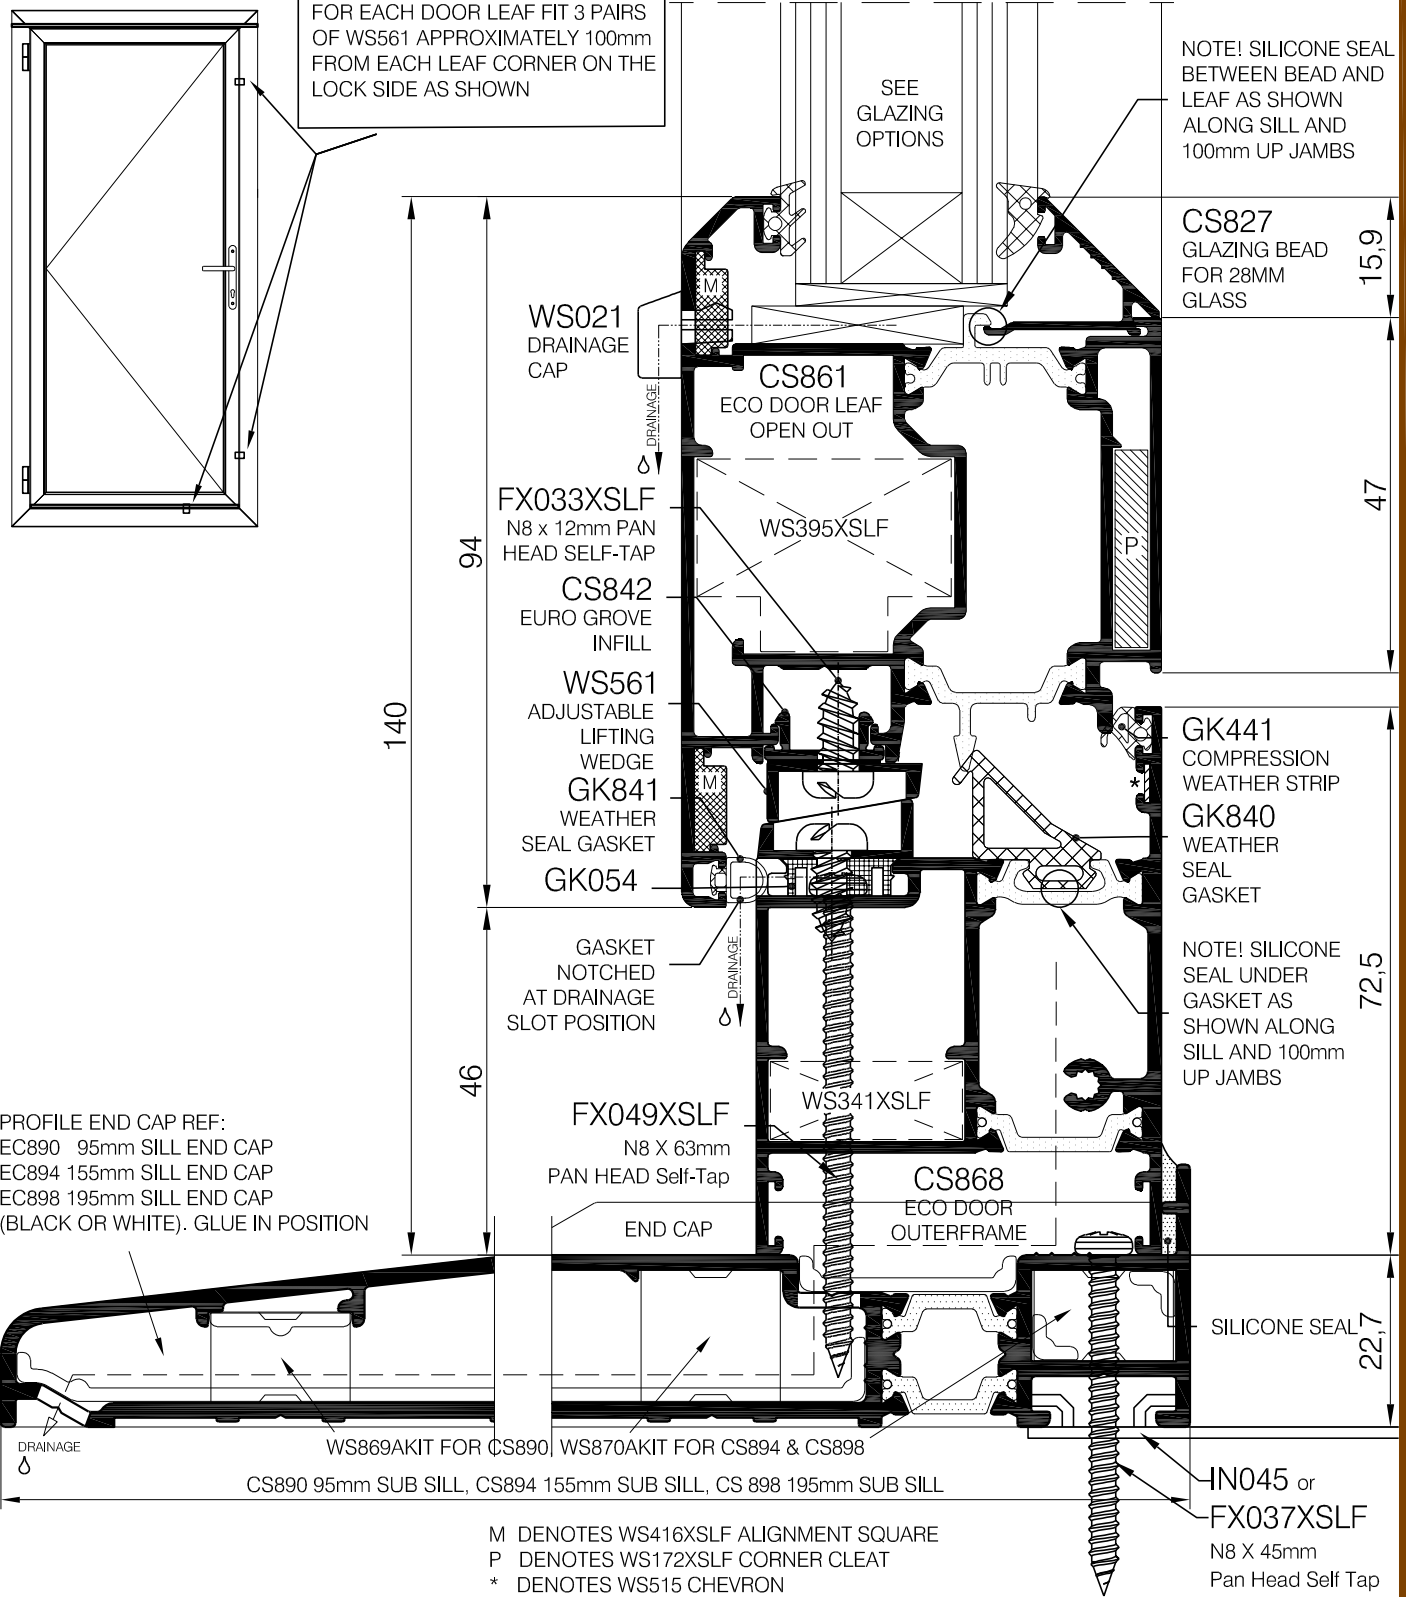 FOR EACH DOOR LEAF FIT 3 PAIRS
OF WS561 APPROXIMATELY 100mm
FROM EACH LEAF CORNER ON THE
LOCK SIDE AS SHOWN
SEE
GLAZING
OPTIONS
NOTE! SILICONE SEAL
BETWEEN BEAD AND
LEAF AS SHOWN
ALONG SILL AND
100mm UP JAMBS
CS827
GLAZING BEAD
FOR 28MM
GLASS
15,9
M
WS021
DRAINAGE
CAP
CS861
ECO DOOR LEAF
OPEN OUT
DRAINAGE
47
FX033XSLF
N8 x 12mm PAN
HEAD SELF-TAP
WS395XSLF
P
94
CS842
EURO GROVE
INFILL
WS561
ADJUSTABLE
LIFTING
WEDGE
140
GK441
COMPRESSION
WEATHER STRIP
*
M
GK841
WEATHER
SEAL GASKET
GK840
WEATHER
SEAL
GASKET
GK054
GASKET
NOTCHED
AT DRAINAGE
SLOT POSITION
DRAINAGE
NOTE! SILICONE
SEAL UNDER
GASKET AS
SHOWN ALONG
SILL AND 100mm
UP JAMBS
72,5
46
WS341XSLF
FX049XSLF
N8 X 63mm
PAN HEAD Self-Tap
PROFILE END CAP REF:
EC890 95mm SILL END CAP
EC894 155mm SILL END CAP
EC898 195mm SILL END CAP
(BLACK OR WHITE). GLUE IN POSITION
CS868
ECO DOOR
OUTERFRAME
END CAP
SILICONE SEAL
22,7
DRAINAGE
WS869AKIT FOR CS890, WS870AKIT FOR CS894 & CS898
CS890 95mm SUB SILL, CS894 155mm SUB SILL, CS 898 195mm SUB SILL
IN045 or
FX037XSLF
N8 X 45mm
Pan Head Self Tap
M DENOTES WS416XSLF ALIGNMENT SQUARE
P DENOTES WS172XSLF CORNER CLEAT
* DENOTES WS515 CHEVRON